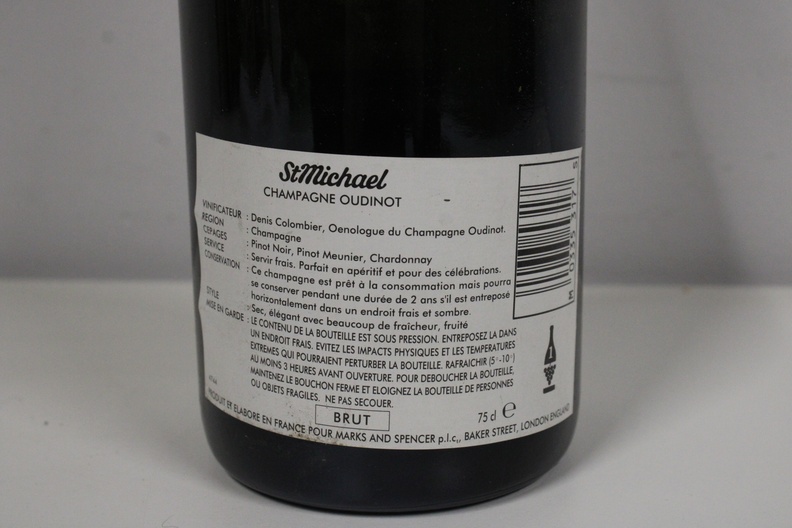 StMichael
CHAMPAGNE OUDINOT
VINIFICATEUR : Denis Colombier, Oenologue du Champagne Oudinot.
REGION : Champagne
CEPAGES : Pinot Noir, Pinot Meunier, Chardonnay
SERVICE : Servir frais. Parfait en apéritif et pour des célébrations.
CONSERVATION : Ce champagne est prêt à la consommation mais pourra
se conserver pendant une durée de 2 ans s'il est entreposé
horizontalement dans un endroit frais et sombre.
STYLE : Sec, élégant avec beaucoup de fraîcheur, fruité
MISE EN GARDE : LE CONTENU DE LA BOUTEILLE EST SOUS PRESSION. ENTREPOSEZ LA DANS
UN ENDROIT FRAIS. EVITEZ LES IMPACTS PHYSIQUES ET LES TEMPERATURES
EXTREMES QUI POURRAIENT PERTURBER LA BOUTEILLE. RAFRAICHIR (5°-10°)
AU MOINS 3 HEURES AVANT OUVERTURE. POUR DEBOUCHER LA BOUTEILLE,
MAINTENEZ LE BOUCHON FERME ET ELOIGNEZ LA BOUTEILLE DE PERSONNES
OU OBJETS FRAGILES. NE PAS SECOUER.
BRUT
75 cl e
PRODUIT ET ELABORE EN FRANCE POUR MARKS AND SPENCER p.l.c., BAKER STREET, LONDON ENGLAND
M 0335 317 5
1